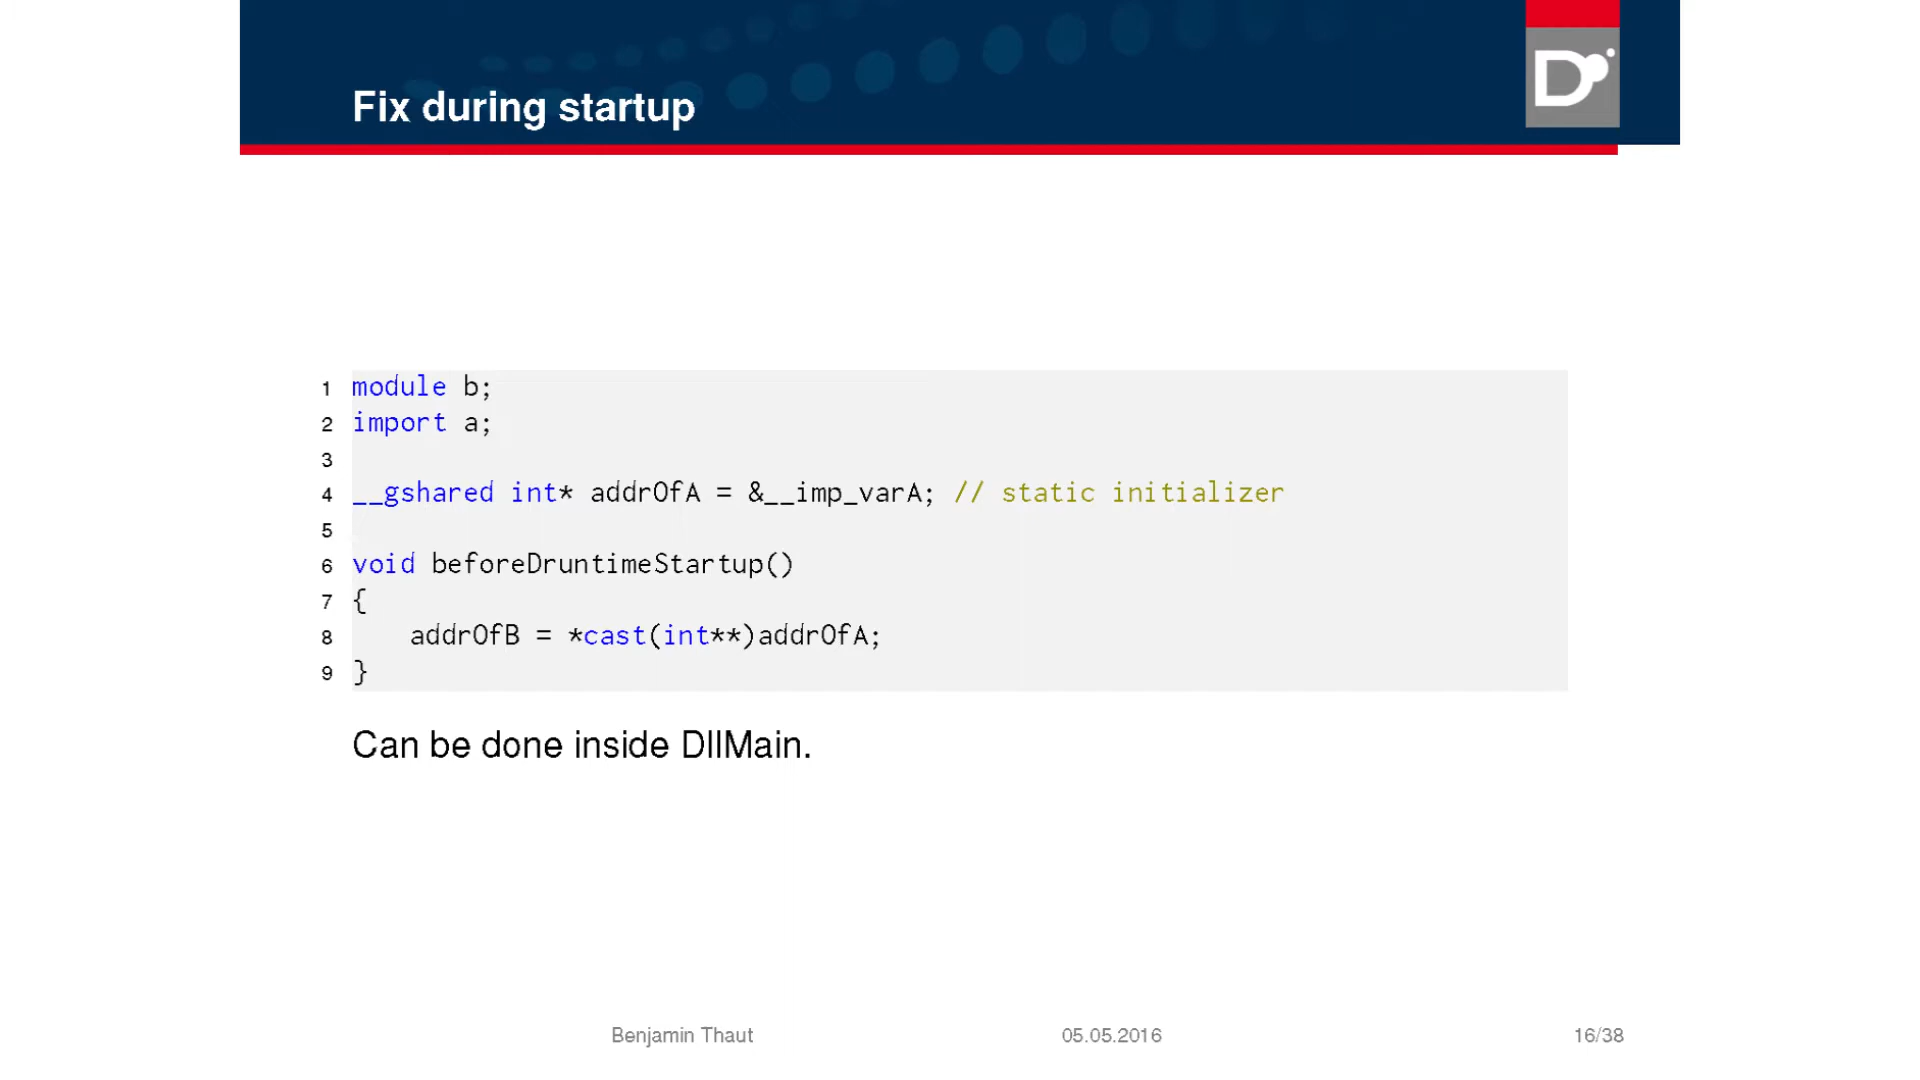 Fix during startup
1 module b;
2 import a;
3
4 __gshared int* addrOfA = &__imp_varA; // static initializer
5
6 void beforeDruntimeStartup()
7 {
8     addrOfB = *cast(int**)addrOfA;
9 }
Can be done inside DllMain.
Benjamin Thaut 05.05.2016 16/38